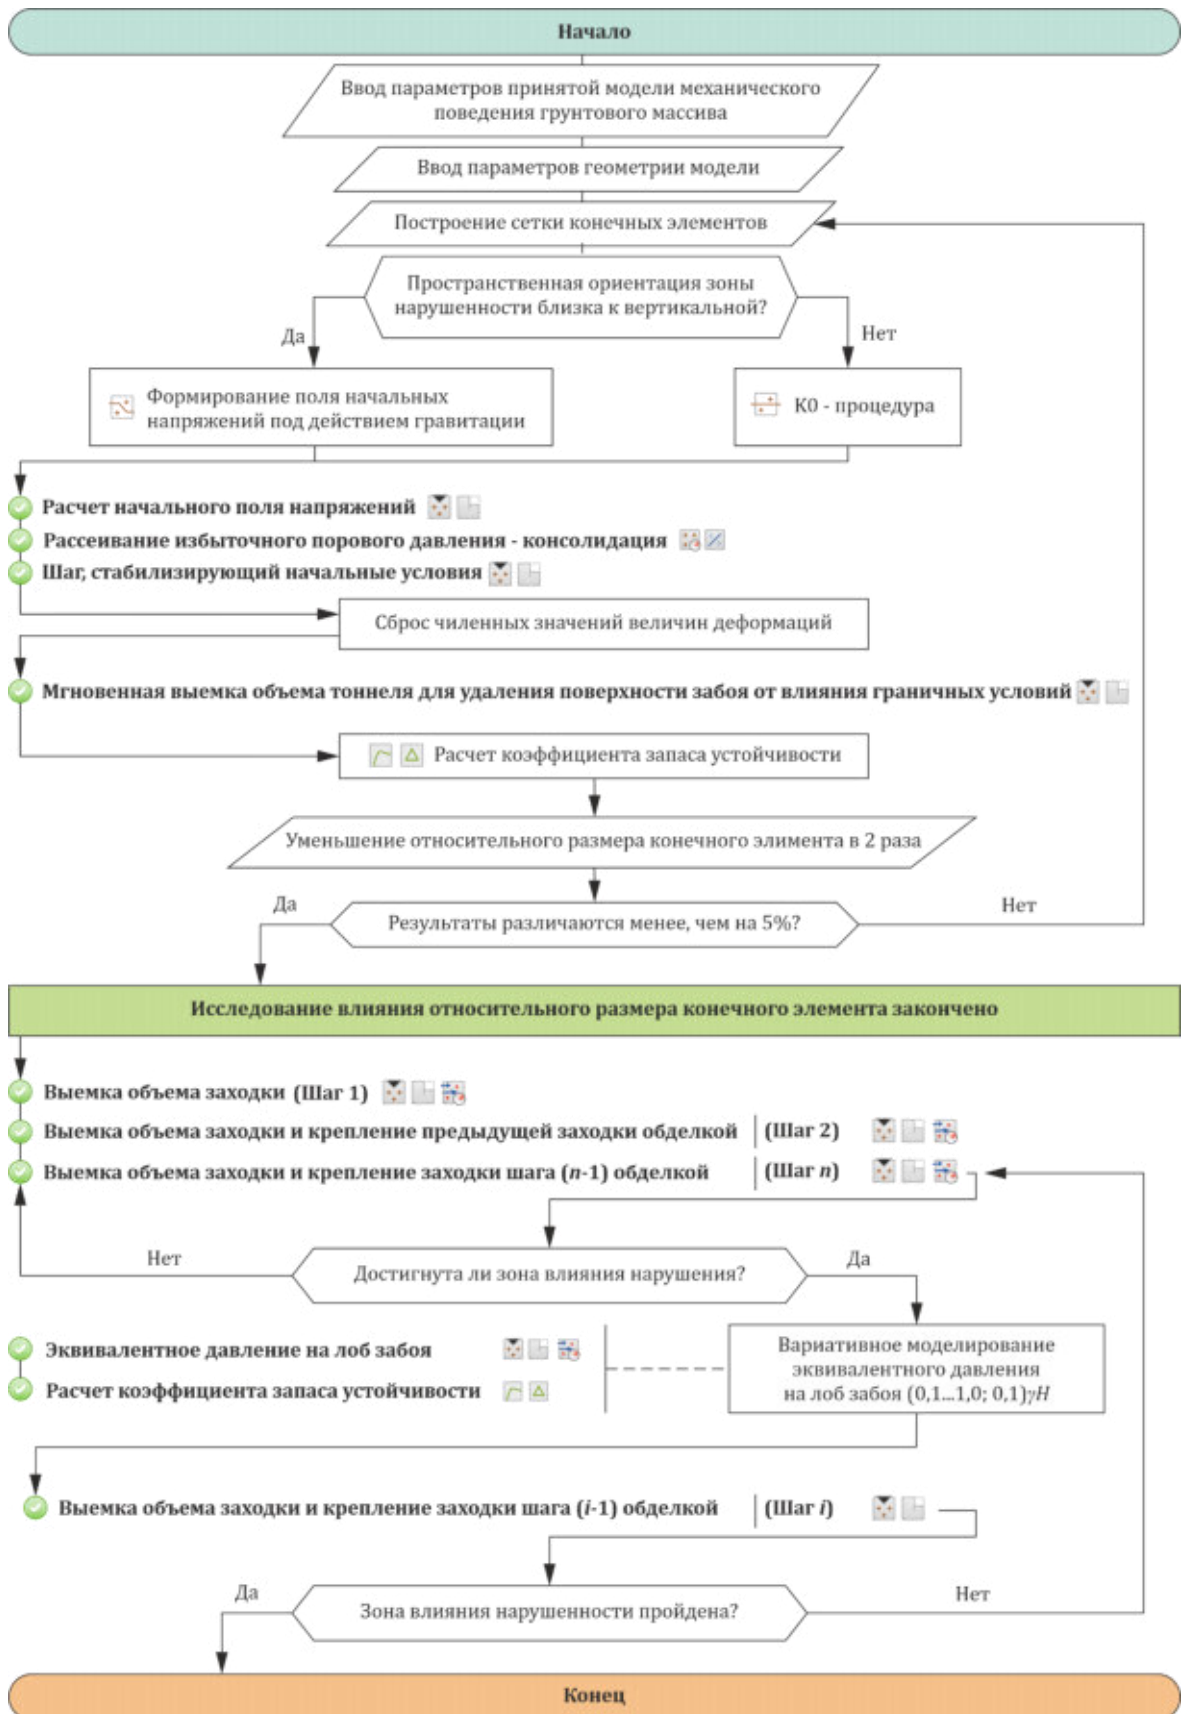 Начало
Ввод параметров принятой модели механического
поведения грунтового массива
Ввод параметров геометрии модели
Построение сетки конечных элементов
Пространственная ориентация зоны
нарушенности близка к вертикальной?
Да
Нет
Формирование поля начальных
напряжений под действием гравитации
К0 - процедура
Расчет начального поля напряжений
Рассеивание избыточного порового давления - консолидация
Шаг, стабилизирующий начальные условия
Сброс чиленных значений величин деформаций
Мгновенная выемка объема тоннеля для удаления поверхности забоя от влияния граничных условий
Расчет коэффициента запаса устойчивости
Уменьшение относительного размера конечного элимента в 2 раза
Да
Нет
Результаты различаются менее, чем на 5%?
Исследование влияния относительного размера конечного элемента закончено
Выемка объема заходки (Шаг 1)
Выемка объема заходки и крепление предыдущей заходки обделкой (Шаг 2)
Выемка объема заходки и крепление заходки шага (n-1) обделкой (Шаг n)
Нет
Да
Достигнута ли зона влияния нарушения?
Эквивалентное давление на лоб забоя
Расчет коэффициента запаса устойчивости
Вариативное моделирование
эквивалентного давления
на лоб забоя (0,1...1,0; 0,1)γH
Выемка объема заходки и крепление заходки шага (i-1) обделкой (Шаг i)
Да
Нет
Зона влияния нарушенности пройдена?
Конец